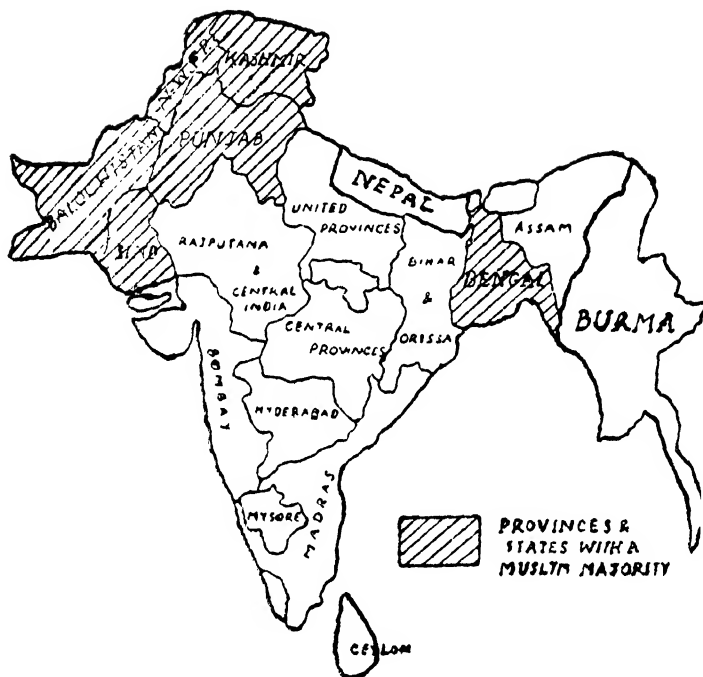 KASHMIR
N.W.F.P.
PUNJAB
BALUCHISTAN
SIND
NEPAL
UNITED
PROVINCES
ASSAM
RAJPUTANA
&
CENTRAL
INDIA
BIHAR
&
ORISSA
BENGAL
BURMA
CENTRAL
PROVINCES
BOMBAY
HYDERABAD
MYSORE
MADRAS
CEYLON
PROVINCES &
STATES WITH A
MUSLIM MAJORITY